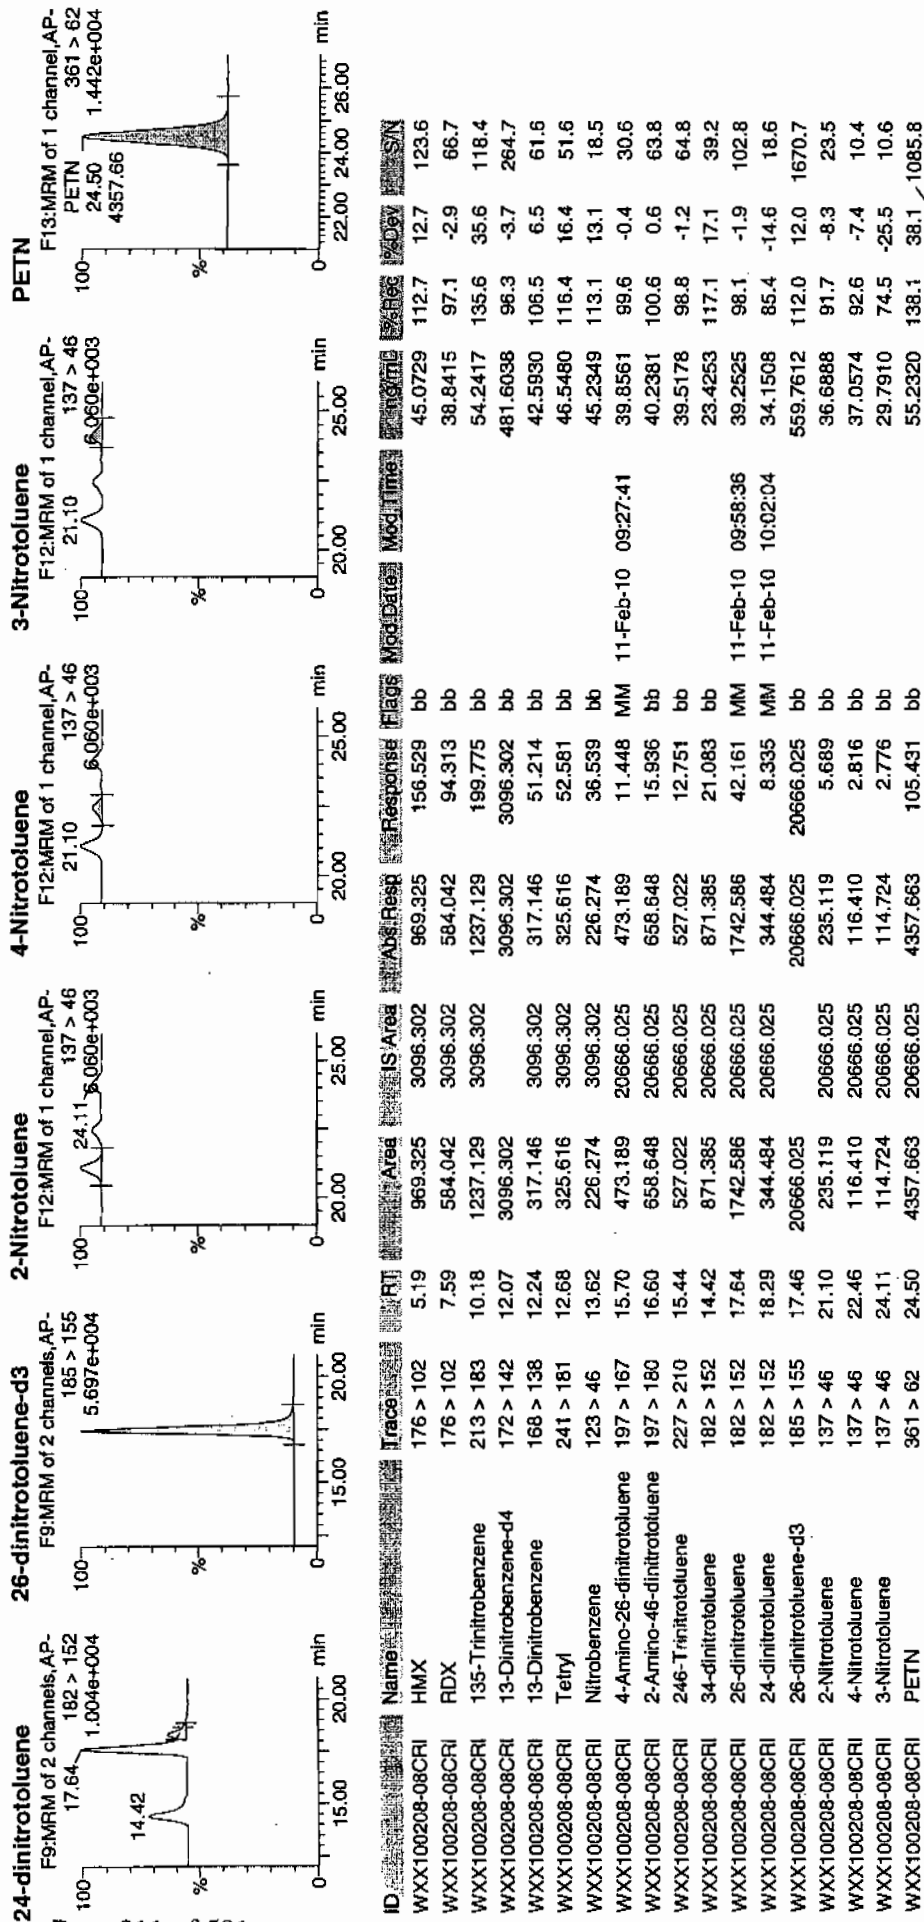 24-dinitrotoluene
F9:MRM of 2 channels,AP-
182 > 152
1.004e+004
17.64
14.42
100
%
0
15.00
20.00
min
26-dinitrotoluene-d3
F9:MRM of 2 channels,AP-
185 > 155
5.697e+004
100
%
0
15.00
20.00
min
2-Nitrotoluene
F12:MRM of 1 channel,AP-
137 > 46
6.060e+003
24.11
100
%
0
20.00
25.00
min
4-Nitrotoluene
F12:MRM of 1 channel,AP-
137 > 46
6.060e+003
21.10
100
%
0
20.00
25.00
min
3-Nitrotoluene
F12:MRM of 1 channel,AP-
137 > 46
6.060e+003
21.10
100
%
0
20.00
25.00
min
PETN
F13:MRM of 1 channel,AP-
361 > 62
1.442e+004
PETN
24.50
4357.66
100
%
0
22.00
24.00
26.00
min
ID Name Trace RT Area IS Area Abs.Resp Response Flags Mod.Date Mod.Time ng/mL %Rec %Dev S/N
WXX100208-08CRI HMX 176 > 102 5.19 969.325 3096.302 969.325 156.529 bb 45.0729 112.7 12.7 123.6
WXX100208-08CRI RDX 176 > 102 7.59 584.042 3096.302 584.042 94.313 bb 38.8415 97.1 -2.9 66.7
WXX100208-08CRI 135-Trinitrobenzene 213 > 183 10.18 1237.129 3096.302 1237.129 199.775 bb 54.2417 135.6 35.6 118.4
WXX100208-08CRI 13-Dinitrobenzene-d4 172 > 142 12.07 3096.302 3096.302 3096.302 bb 481.6038 96.3 -3.7 264.7
WXX100208-08CRI 13-Dinitrobenzene 168 > 138 12.24 317.146 3096.302 317.146 51.214 bb 42.5930 106.5 6.5 61.6
WXX100208-08CRI Tetryl 241 > 181 12.68 325.616 3096.302 325.616 52.581 bb 46.5480 116.4 16.4 51.6
WXX100208-08CRI Nitrobenzene 123 > 46 13.62 226.274 3096.302 226.274 36.539 bb 45.2349 113.1 13.1 18.5
WXX100208-08CRI 4-Amino-26-dinitrotoluene 197 > 167 15.70 473.189 20666.025 473.189 11.448 MM 11-Feb-10 09:27:41 39.8561 99.6 -0.4 30.6
WXX100208-08CRI 2-Amino-46-dinitrotoluene 197 > 180 16.60 658.648 20666.025 658.648 15.936 bb 40.2381 100.6 0.6 63.8
WXX100208-08CRI 246-Trinitrotoluene 227 > 210 15.44 527.022 20666.025 527.022 12.751 bb 39.5178 98.8 -1.2 64.8
WXX100208-08CRI 34-dinitrotoluene 182 > 152 14.42 871.385 20666.025 871.385 21.083 bb 23.4253 117.1 17.1 39.2
WXX100208-08CRI 26-dinitrotoluene 182 > 152 17.64 1742.586 20666.025 1742.586 42.161 MM 11-Feb-10 09:58:36 39.2525 98.1 -1.9 102.8
WXX100208-08CRI 24-dinitrotoluene 182 > 152 18.29 344.484 20666.025 344.484 8.335 MM 11-Feb-10 10:02:04 34.1508 85.4 -14.6 18.6
WXX100208-08CRI 26-dinitrotoluene-d3 185 > 155 17.46 20666.025 20666.025 20666.025 bb 559.7612 112.0 12.0 1670.7
WXX100208-08CRI 2-Nitrotoluene 137 > 46 21.10 235.119 20666.025 235.119 5.689 bb 36.6888 91.7 -8.3 23.5
WXX100208-08CRI 4-Nitrotoluene 137 > 46 22.46 116.410 20666.025 116.410 2.816 bb 37.0574 92.6 -7.4 10.4
WXX100208-08CRI 3-Nitrotoluene 137 > 46 24.11 114.724 20666.025 114.724 2.776 bb 29.7910 74.5 -25.5 10.6
WXX100208-08CRI PETN 361 > 62 24.50 4357.663 20666.025 4357.663 105.431 bb 55.2320 138.1 38.1 1085.8